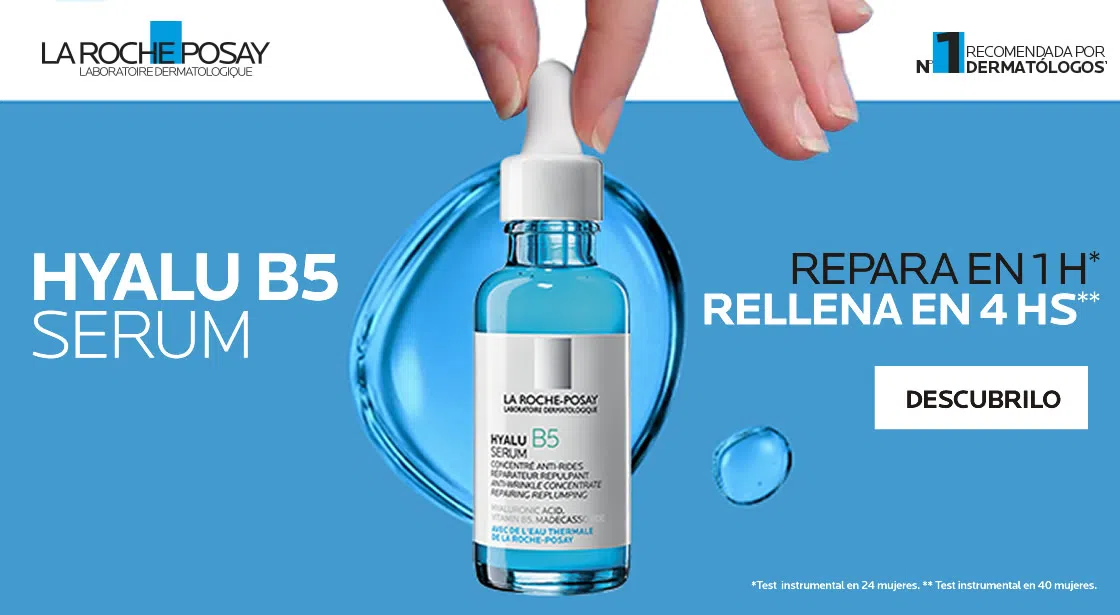 LA ROCHE POSAY
LABORATOIRE DERMATOLOGIQUE
N°1 RECOMENDADA POR
DERMATÓLOGOS*
HYALU B5
SERUM
REPARA EN 1 H*
RELLENA EN 4 HS**
DESCUBRILO
LA ROCHE-POSAY
LABORATOIRE DERMATOLOGIQUE
HYALU B5
SERUM
CONCENTRÉ ANTI-RIDES
RÉPARATEUR REPULPANT
ANTI-WRINKLE CONCENTRATE
REPAIRING REPLUMPING
HYALURONIC ACID,
VITAMIN B5, MADECASSOSIDE
AVEC DE L'EAU THERMALE
DE LA ROCHE-POSAY
*Test instrumental en 24 mujeres. ** Test instrumental en 40 mujeres.